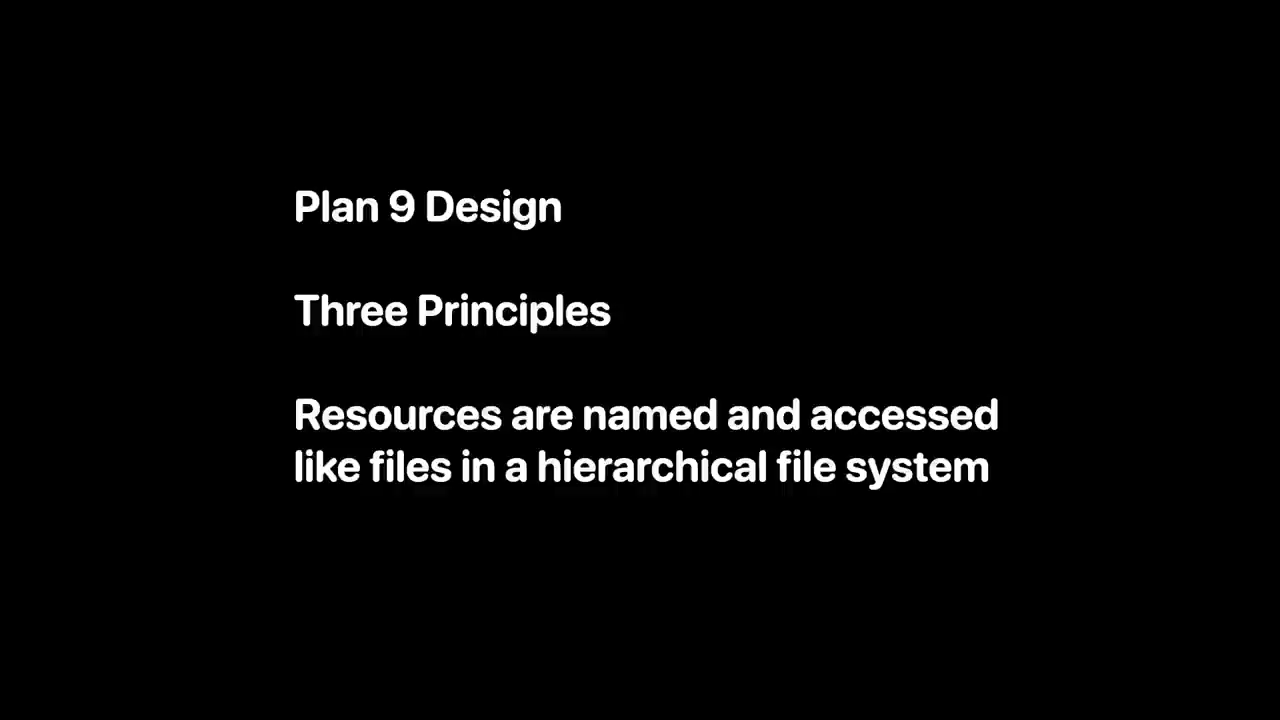 Plan 9 Design
Three Principles
Resources are named and accessed
like files in a hierarchical file system